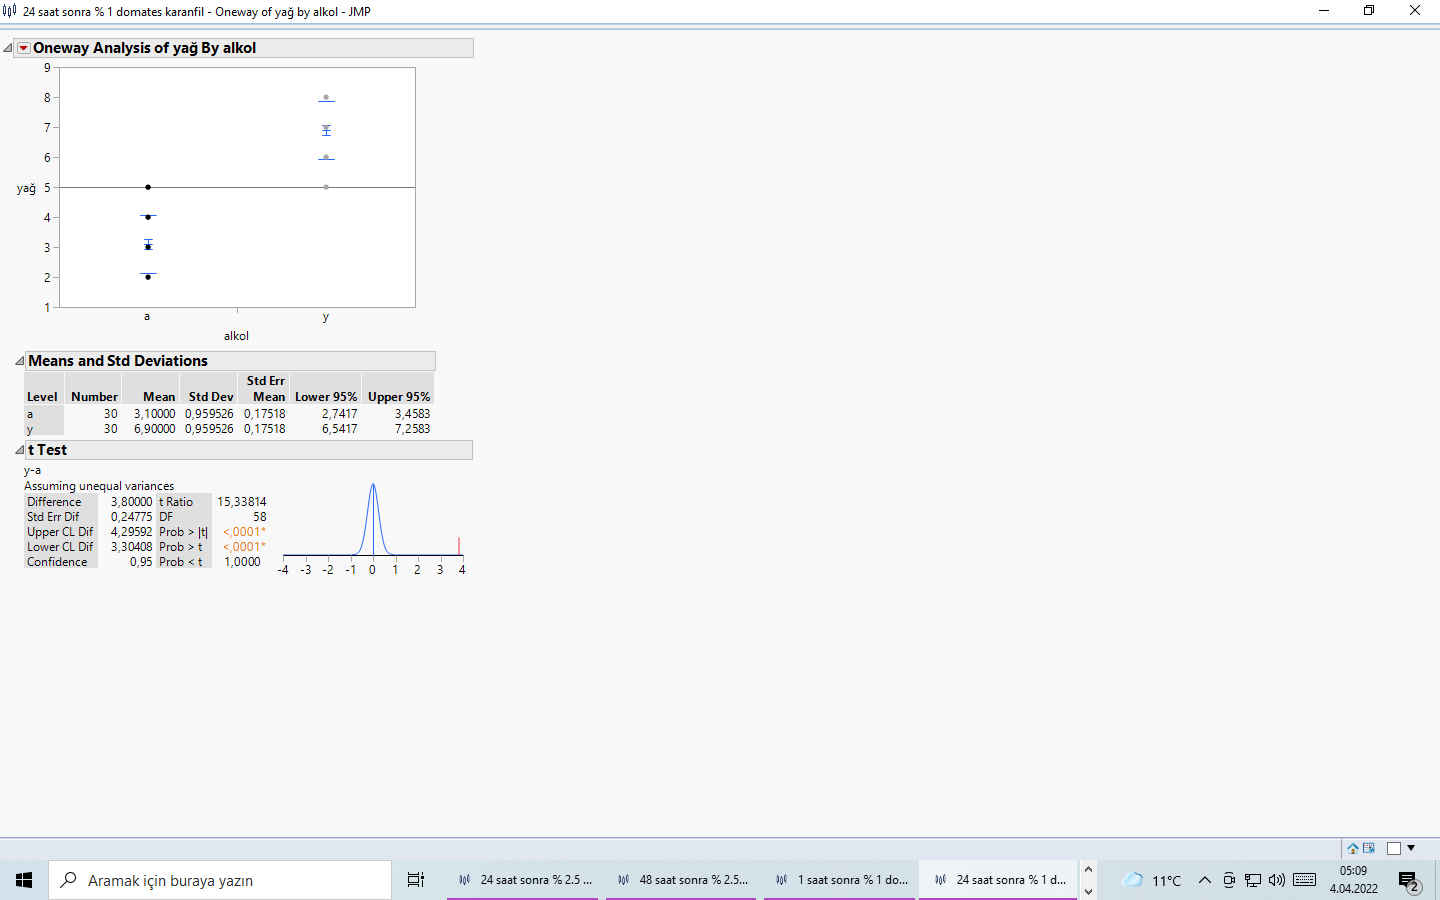 24 saat sonra % 1 domates karanfil - Oneway of yağ by alkol - JMP
Oneway Analysis of yağ By alkol
9
8
7
6
yağ 5
4
3
2
1
a y
alkol
Means and Std Deviations
Level Number Mean Std Dev Std Err Mean Lower 95% Upper 95%
a 30 3,10000 0,959526 0,17518 2,7417 3,4583
y 30 6,90000 0,959526 0,17518 6,5417 7,2583
t Test
y-a
Assuming unequal variances
Difference 3,80000 t Ratio 15,33814
Std Err Dif 0,24775 DF 58
Upper CL Dif 4,29592 Prob > |t| <,0001*
Lower CL Dif 3,30408 Prob > t <,0001*
Confidence 0,95 Prob < t 1,0000
-4 -3 -2 -1 0 1 2 3 4
Aramak için buraya yazın
24 saat sonra % 2.5 ...
48 saat sonra % 2.5...
1 saat sonra % 1 do...
24 saat sonra % 1 d...
11°C
05:09
4.04.2022
2